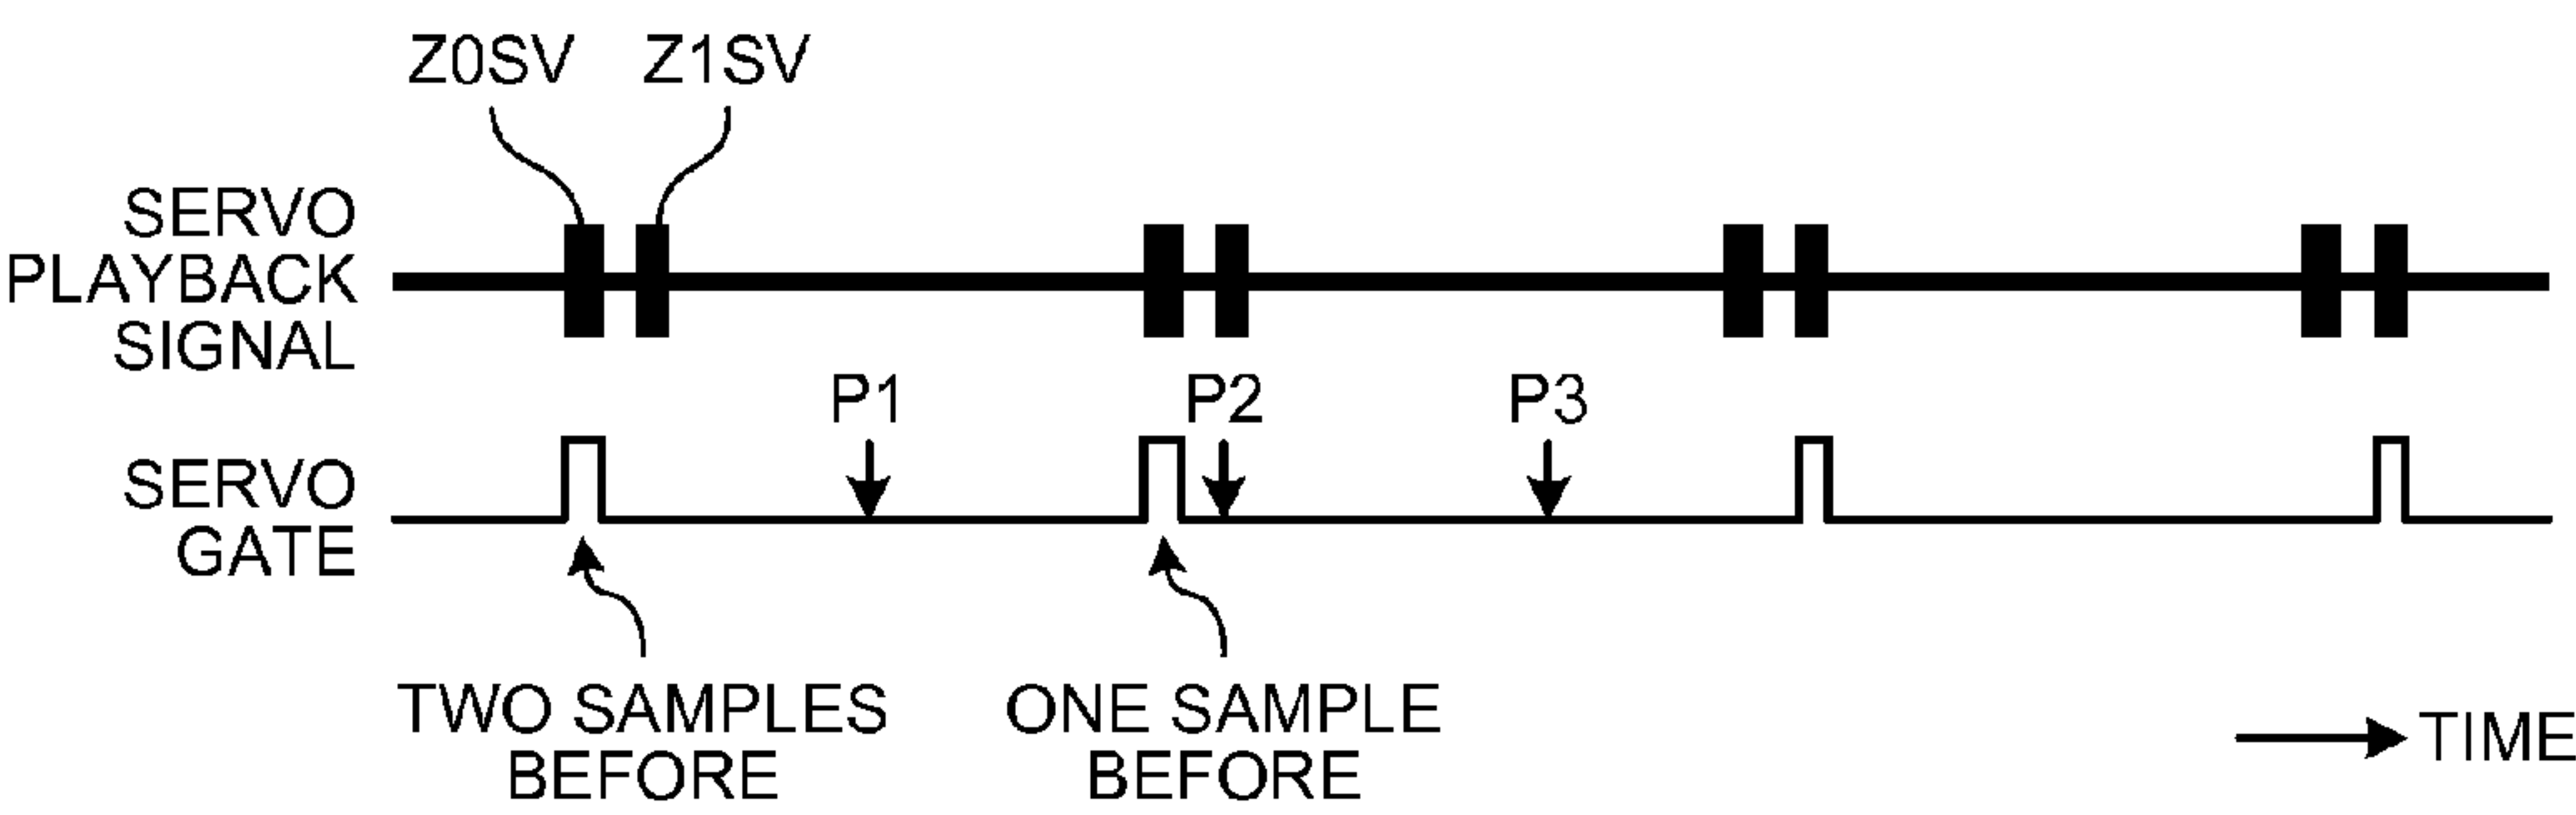 Z0SV Z1SV
SERVO
PLAYBACK
SIGNAL
P1 P2 P3
SERVO
GATE
TWO SAMPLES
BEFORE
ONE SAMPLE
BEFORE
TIME